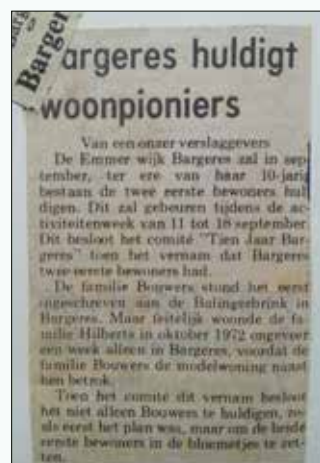 Barger
Barger
Bargeres huldigt
woonpioniers
Van een onzer verslaggevers
De Emmer wijk Bargeres zal in sep-
tember, ter ere van haar 10-jarig
bestaan de twee eerste bewoners hul-
digen. Dit zal gebeuren tijdens de ac-
tiviteitenweek van 11 tot 18 september.
Dit besloot het comité "Tien Jaar Bar-
geres" toen het vernam dat Bargeres
twee eerste bewoners had.
De familie Bouwers stond het eerst
ingeschreven aan de Balingerbrink in
Bargeres. Maar feitelijk woonde de fa-
milie Hilberts in oktober 1972 ongeveer
een week alleen in Bargeres, voordat de
familie Bouwers de modelwoning naast
hen betrok.
Toen het comité dit vernam besloot
het niet alleen Bouwers te huldigen, zo-
als eerst het plan was, maar om de beide
eerste bewoners in de bloemetjes te zet-
ten.